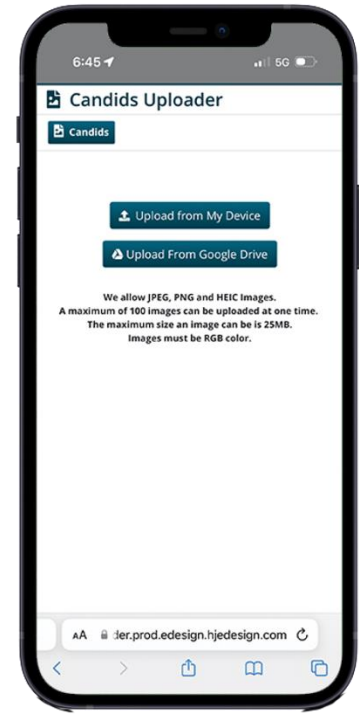 6:45
5G
Candids Uploader
Candids
Upload from My Device
Upload From Google Drive
We allow JPEG, PNG and HEIC Images.
A maximum of 100 images can be uploaded at one time.
The maximum size an image can be is 25MB.
Images must be RGB color.
AA der.prod.edesign.hjedesign.com